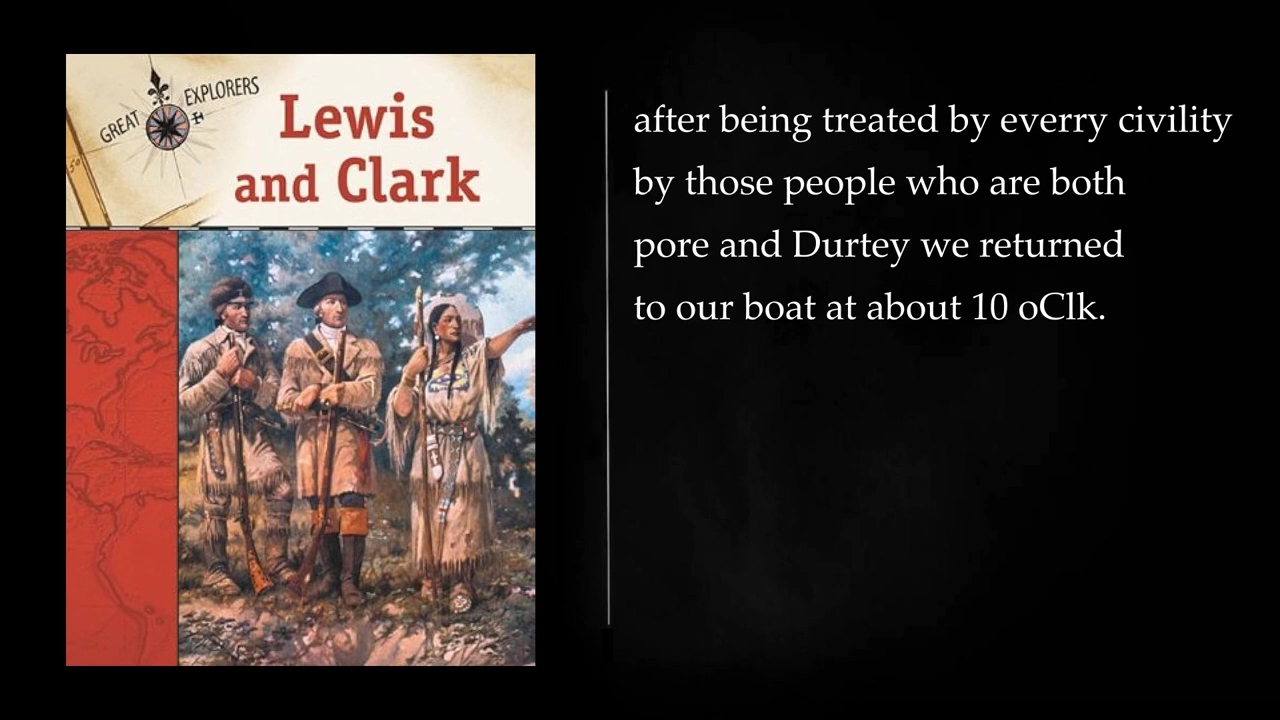 GREAT EXPLORERS
Lewis
and Clark
50
after being treated by everry civility
by those people who are both
pore and Durtey we returned
to our boat at about 10 oClk.